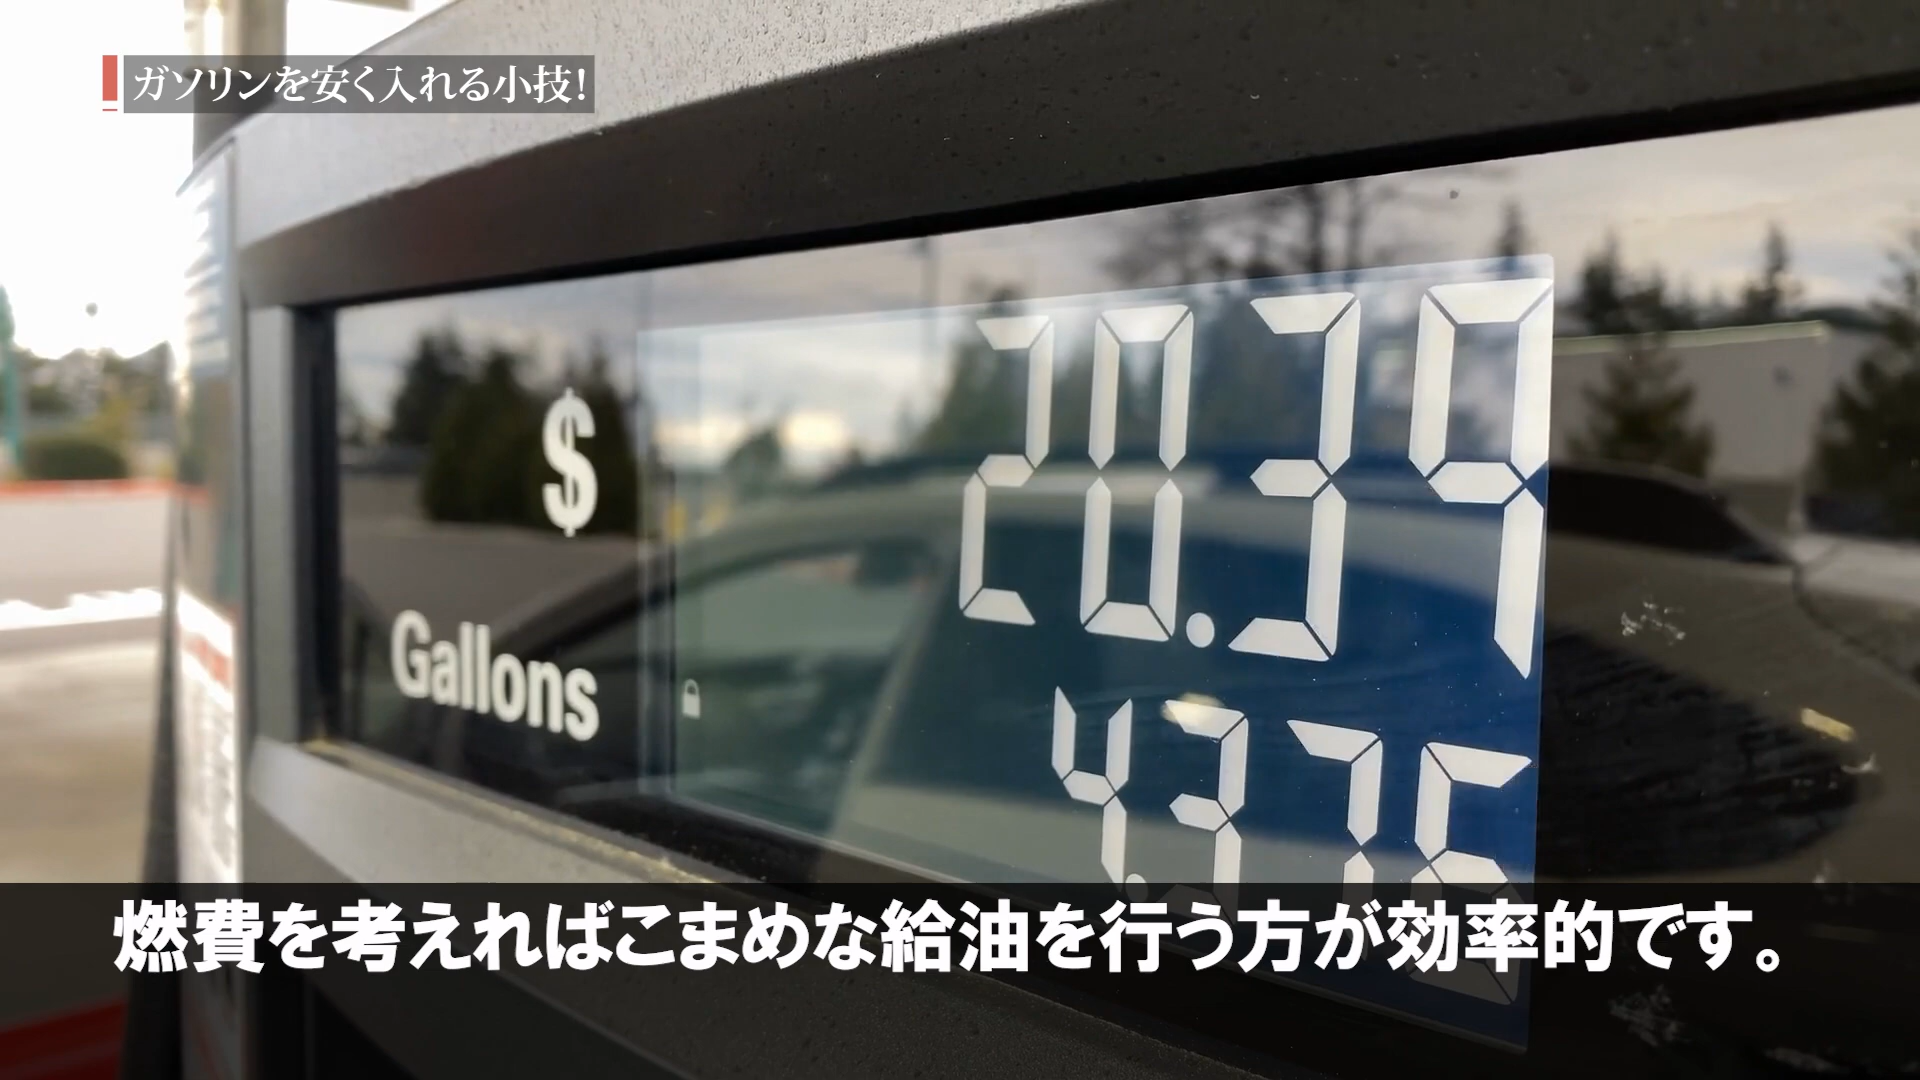 ガソリンを安く入れる小技!
$ 20.39
Gallons 4.376
燃費を考えればこまめな給油を行う方が効率的です。